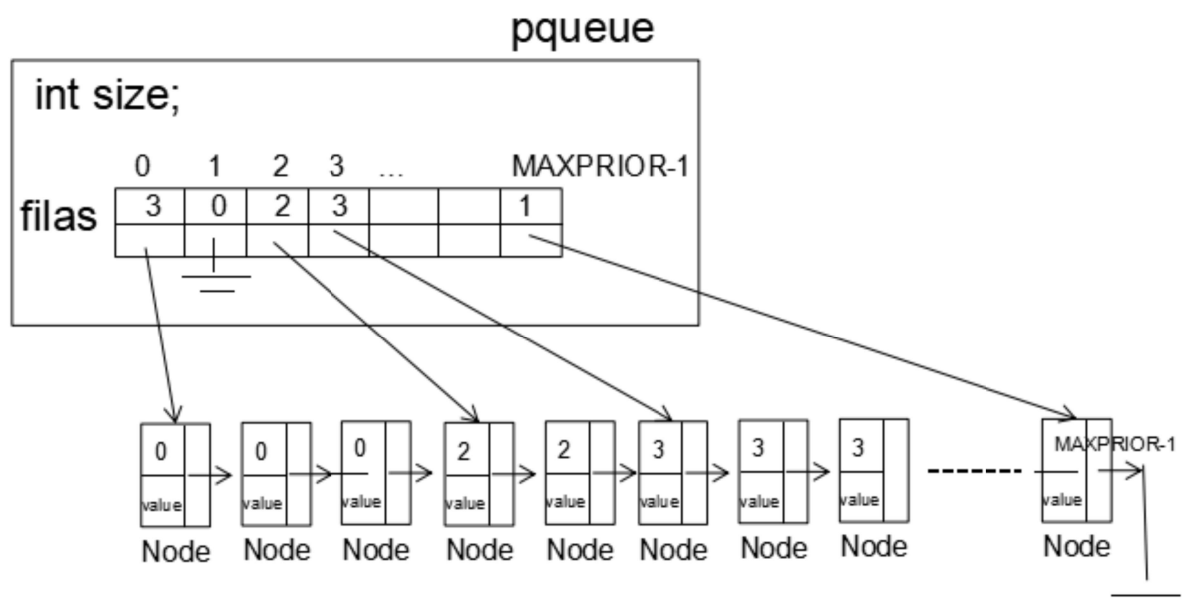 pqueue
int size;
0 1 2 3 ... MAXPRIOR-1
filas 3 0 2 3 1
0 0 0 2 2 3 3 3 MAXPRIOR-1
value value value value value value value value value
Node Node Node Node Node Node Node Node Node